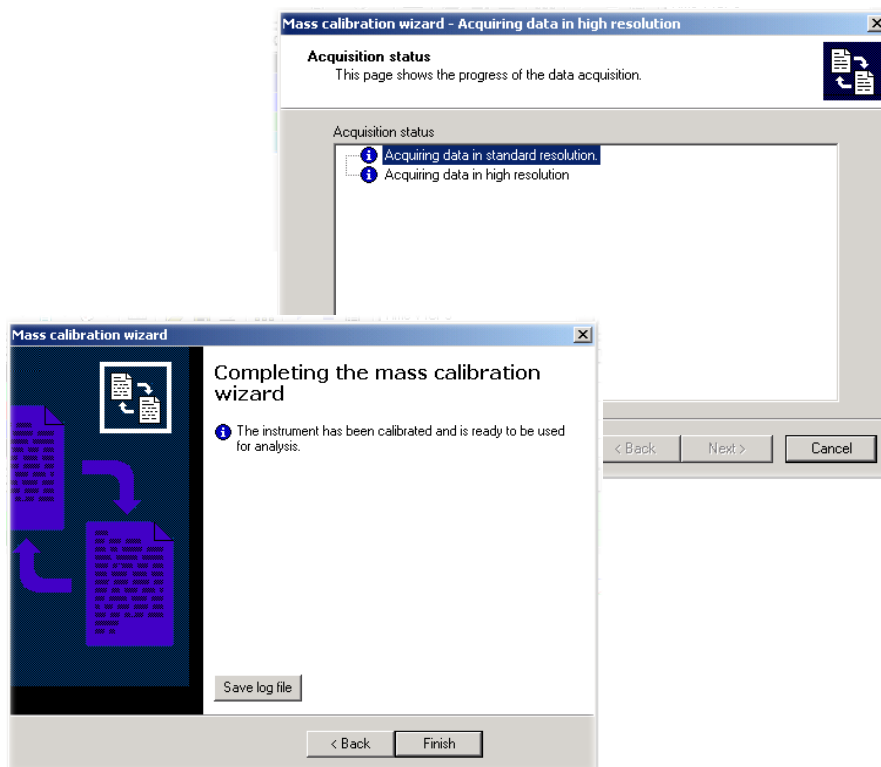 Mass calibration wizard - Acquiring data in high resolution
Acquisition status
This page shows the progress of the data acquisition.
Acquisition status
Acquiring data in standard resolution.
Acquiring data in high resolution
< Back
Next >
Cancel
Mass calibration wizard
Completing the mass calibration
wizard
The instrument has been calibrated and is ready to be used
for analysis.
Save log file
< Back
Finish